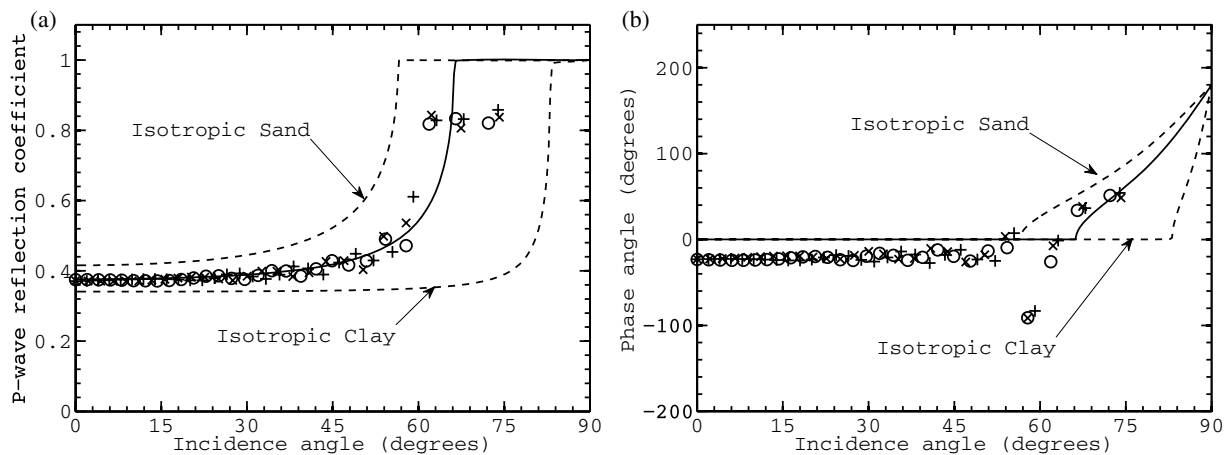 (a)
P-wave reflection coefficient
1
0.8
0.6
0.4
0.2
0
Isotropic Sand
Isotropic Clay
0 15 30 45 60 75 90
Incidence angle (degrees)
(b)
Phase angle (degrees)
200
100
0
-100
-200
Isotropic Sand
Isotropic Clay
0 15 30 45 60 75 90
Incidence angle (degrees)